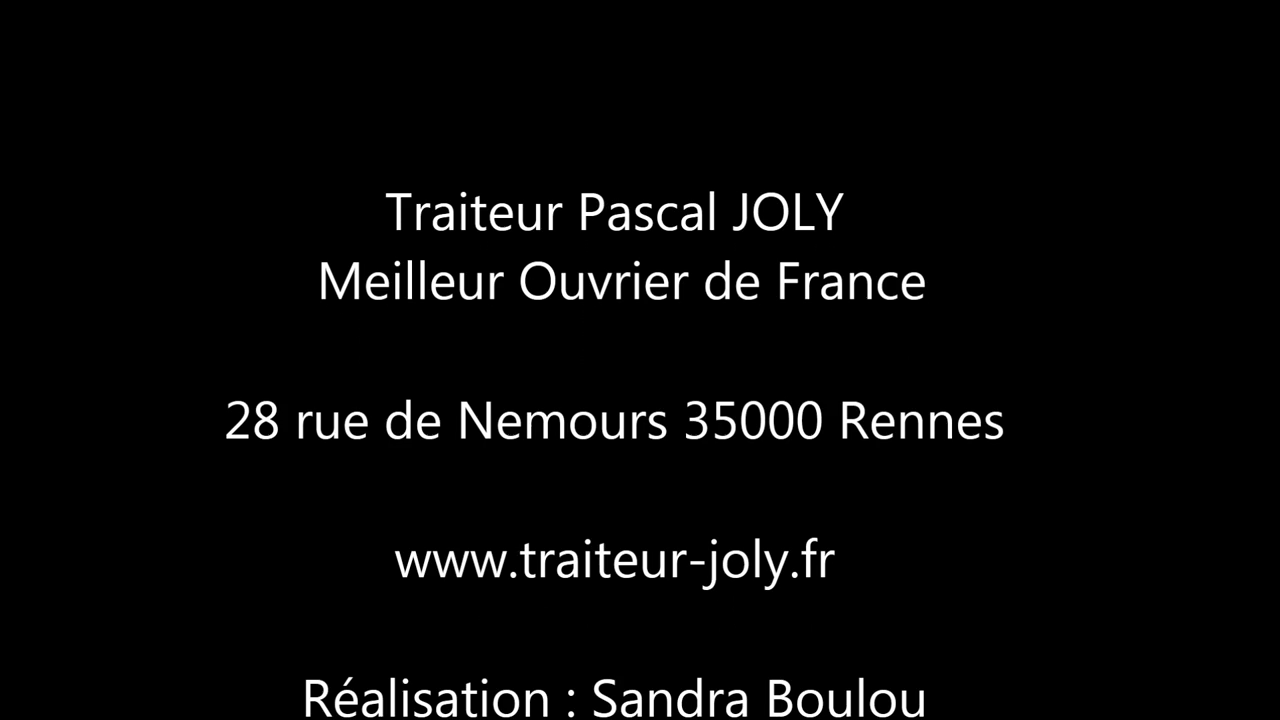 Traiteur Pascal JOLY
Meilleur Ouvrier de France
28 rue de Nemours 35000 Rennes
www.traiteur-joly.fr
Réalisation : Sandra Boulou